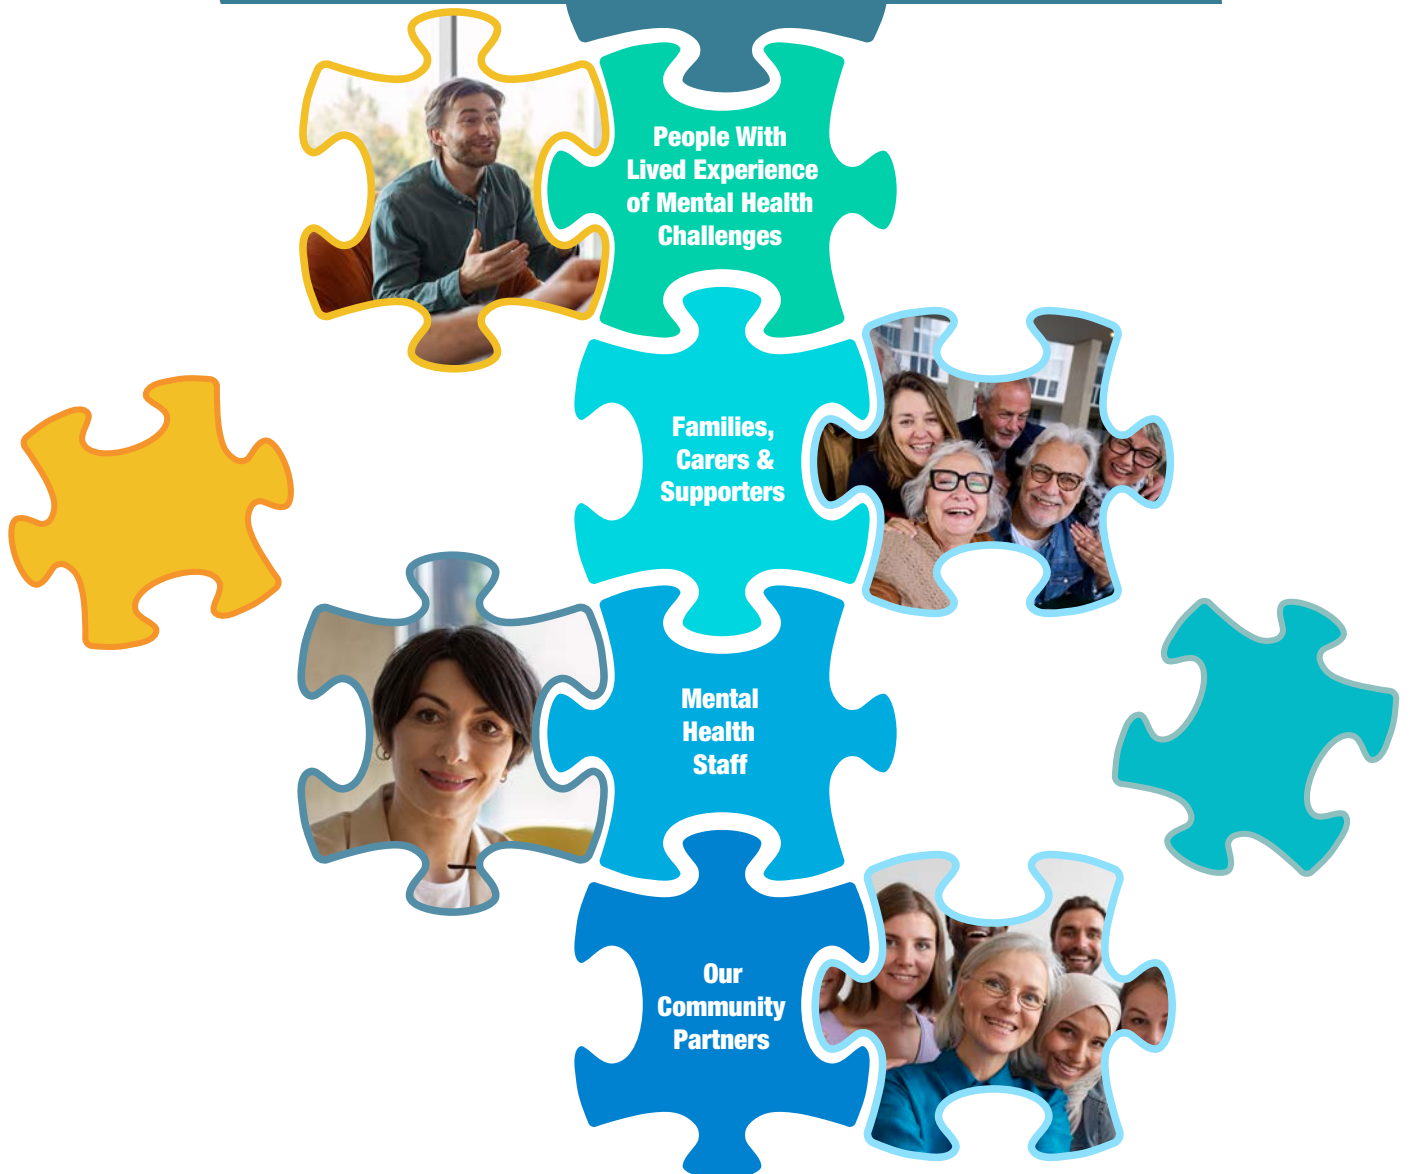 People With
Lived Experience
of Mental Health
Challenges
Families,
Carers &
Supporters
Mental
Health
Staff
Our
Community
Partners